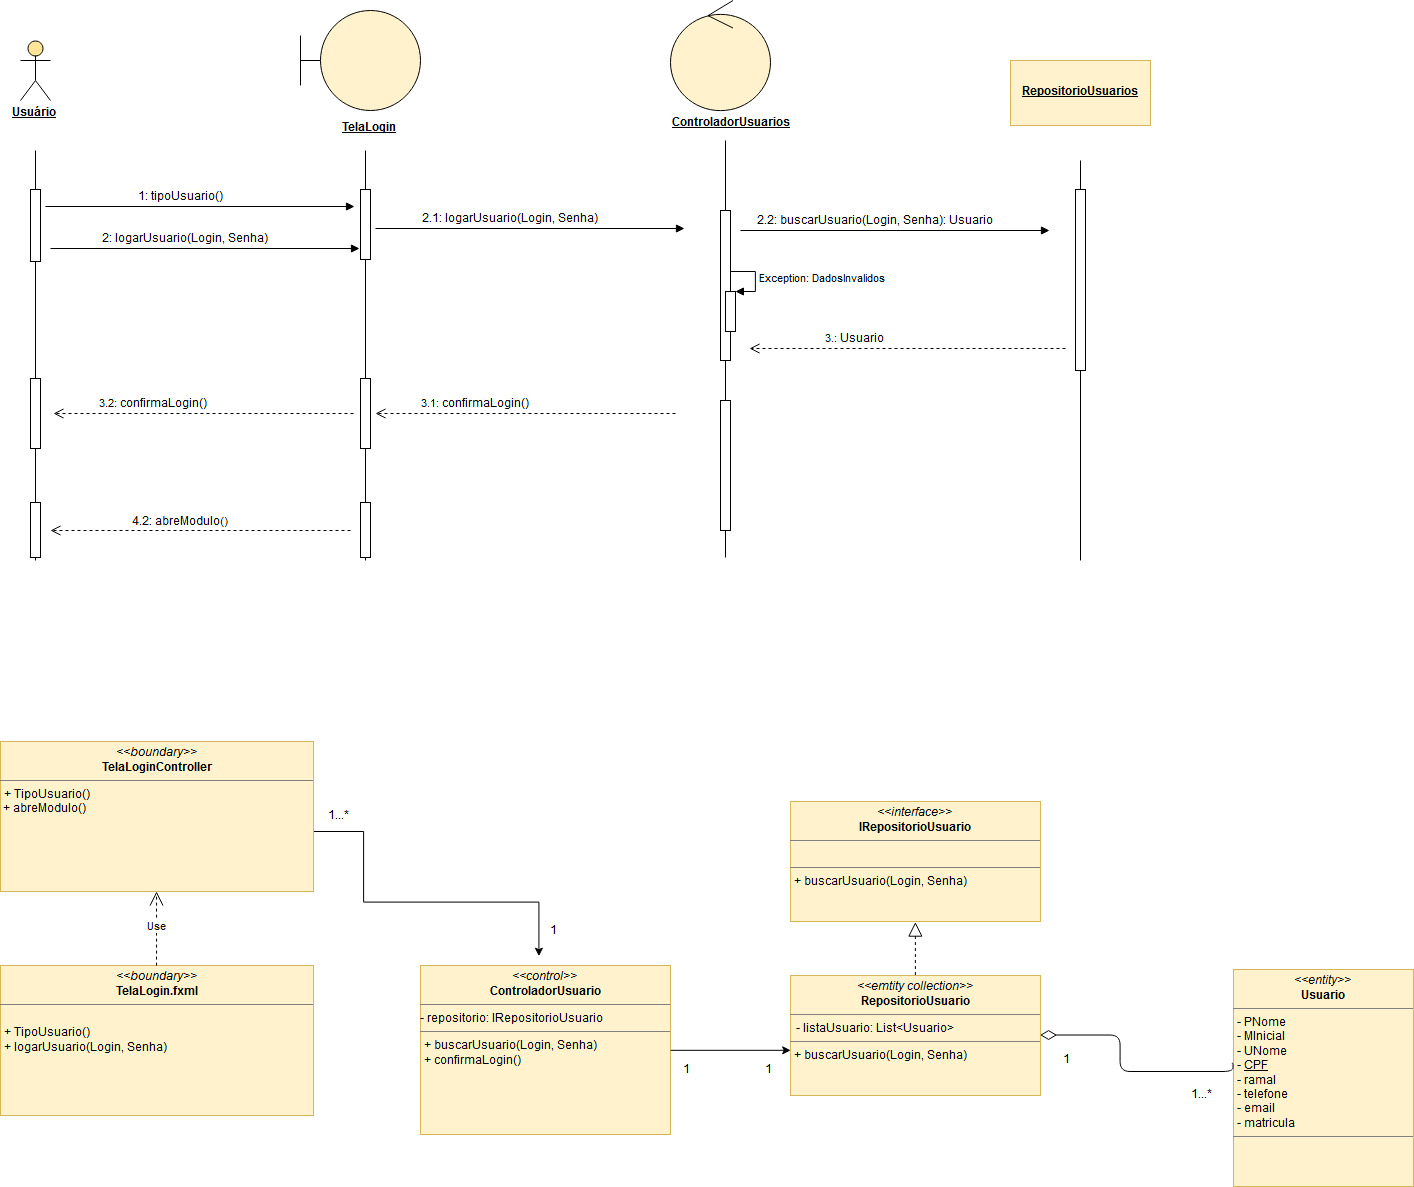 Usuário
TelaLogin
ControladorUsuarios
RepositorioUsuarios
1: tipoUsuario()
2: logarUsuario(Login, Senha)
2.1: logarUsuario(Login, Senha)
2.2: buscarUsuario(Login, Senha): Usuario
Exception: DadosInvalidos
3.: Usuario
3.2: confirmaLogin()
3.1: confirmaLogin()
4.2: abreModulo()
<<boundary>>
TelaLoginController
+ TipoUsuario()
+ abreModulo()
1...*
1
Use
<<boundary>>
TelaLogin.fxml
+ TipoUsuario()
+ logarUsuario(Login, Senha)
<<control>>
ControladorUsuario
- repositorio: IRepositorioUsuario
+ buscarUsuario(Login, Senha)
+ confirmaLogin()
1
1
<<interface>>
IRepositorioUsuario
+ buscarUsuario(Login, Senha)
<<emtity collection>>
RepositorioUsuario
- listaUsuario: List<Usuario>
+ buscarUsuario(Login, Senha)
1
1...*
<<entity>>
Usuario
- PNome
- MInicial
- UNome
- CPF
- ramal
- telefone
- email
- matricula